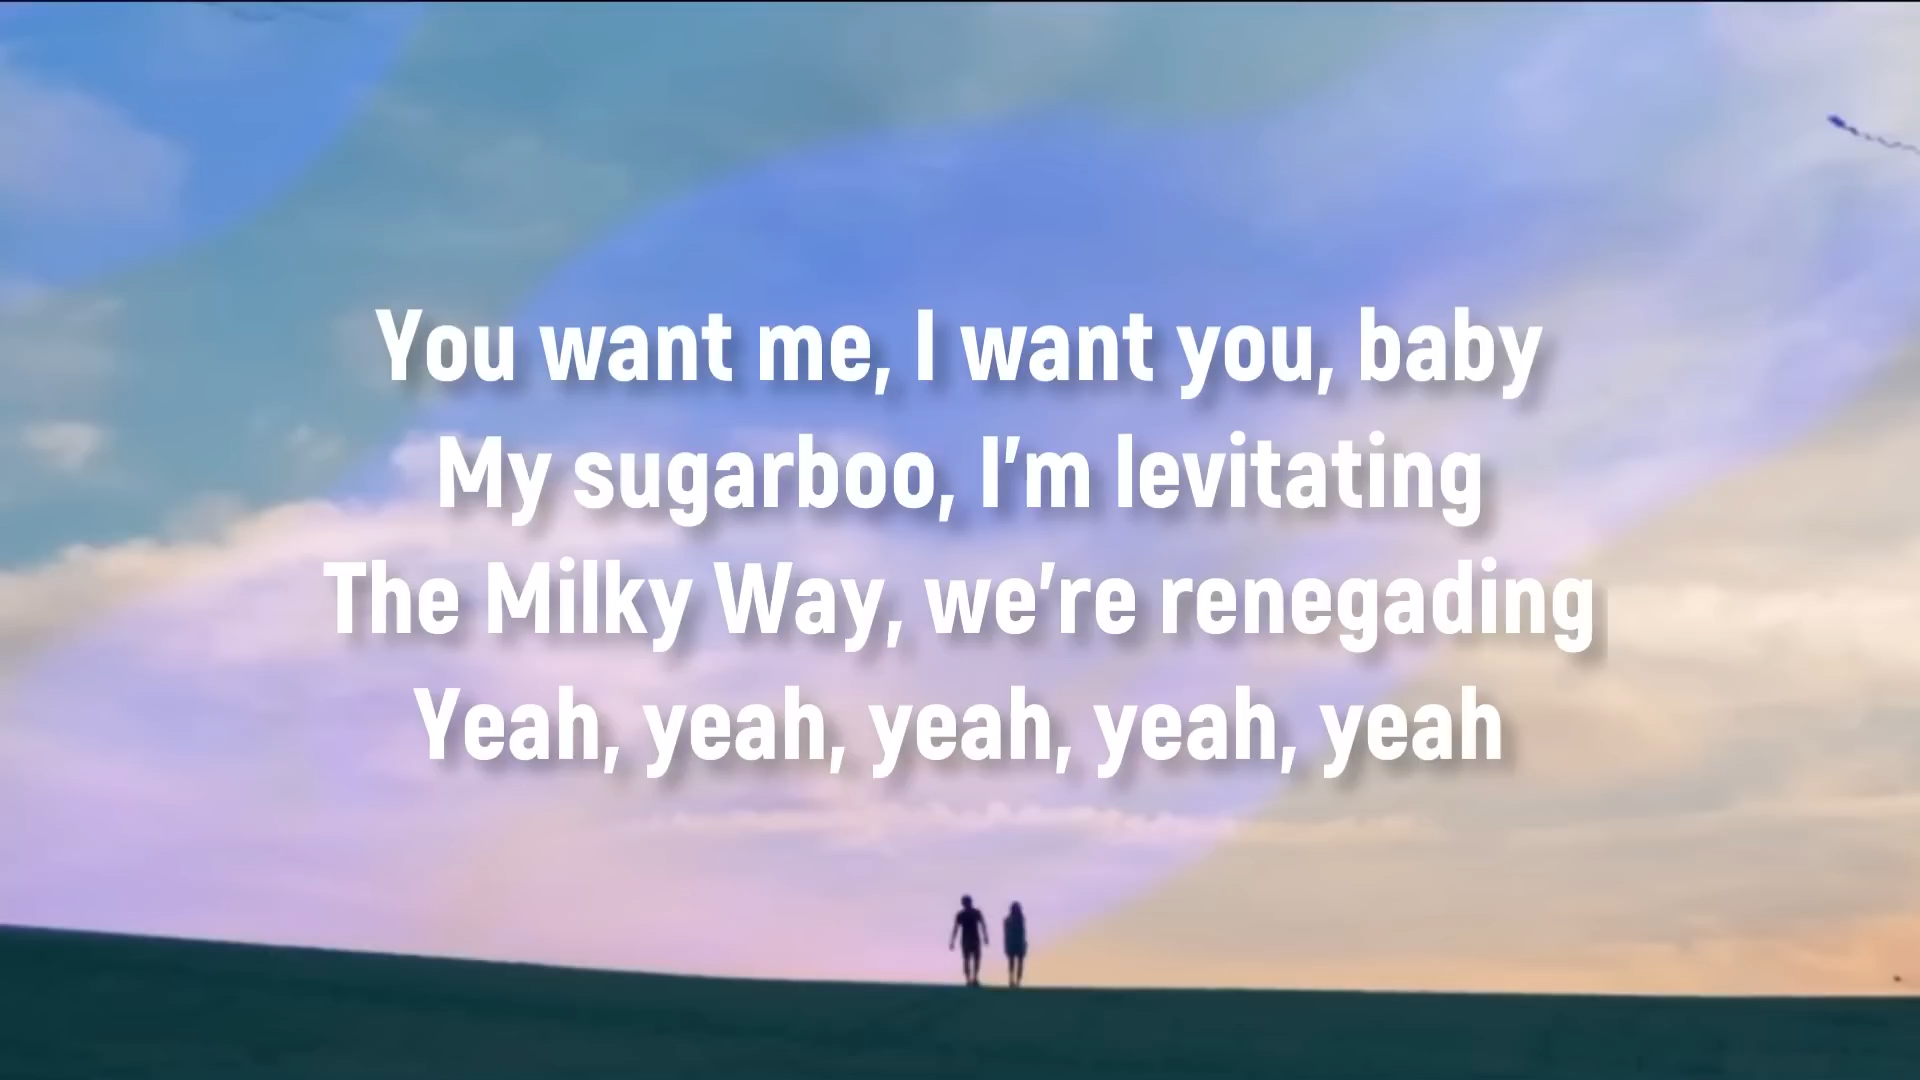 You want me, I want you, baby
My sugarboo, I'm levitating
The Milky Way, we're renegading
Yeah, yeah, yeah, yeah, yeah